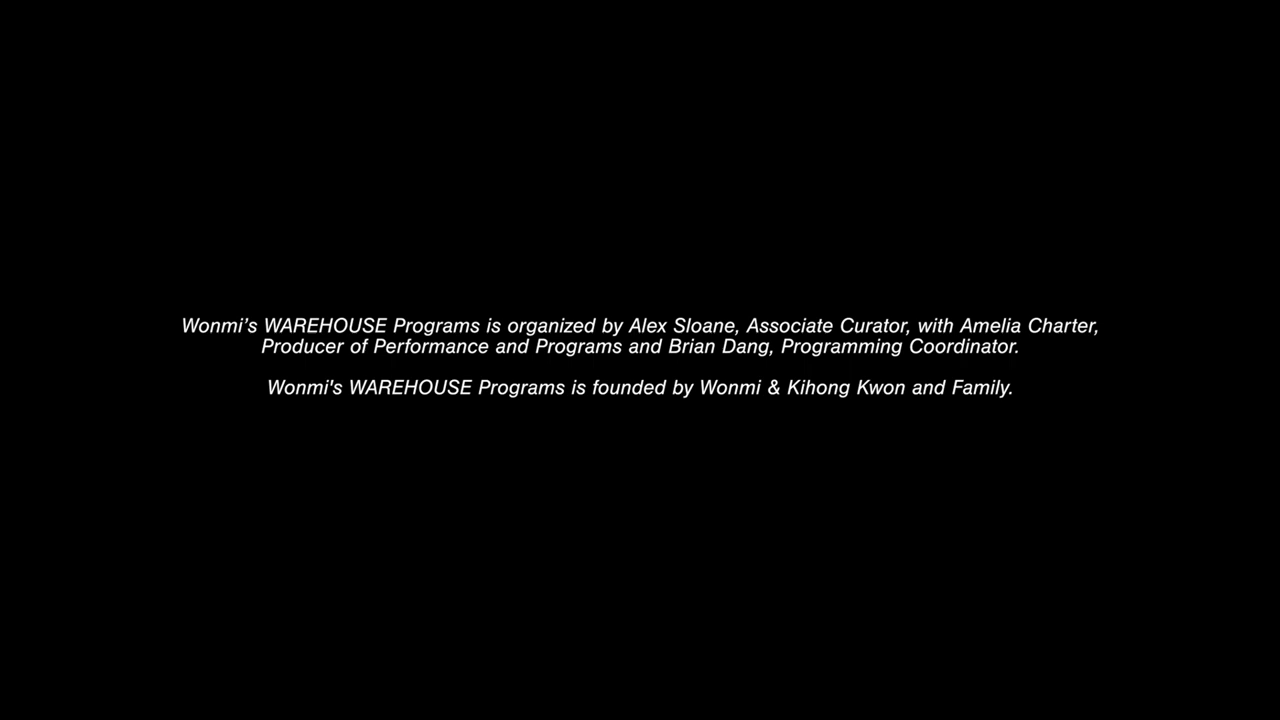 Wonmi’s WAREHOUSE Programs is organized by Alex Sloane, Associate Curator, with Amelia Charter,
Producer of Performance and Programs and Brian Dang, Programming Coordinator.
Wonmi's WAREHOUSE Programs is founded by Wonmi & Kihong Kwon and Family.